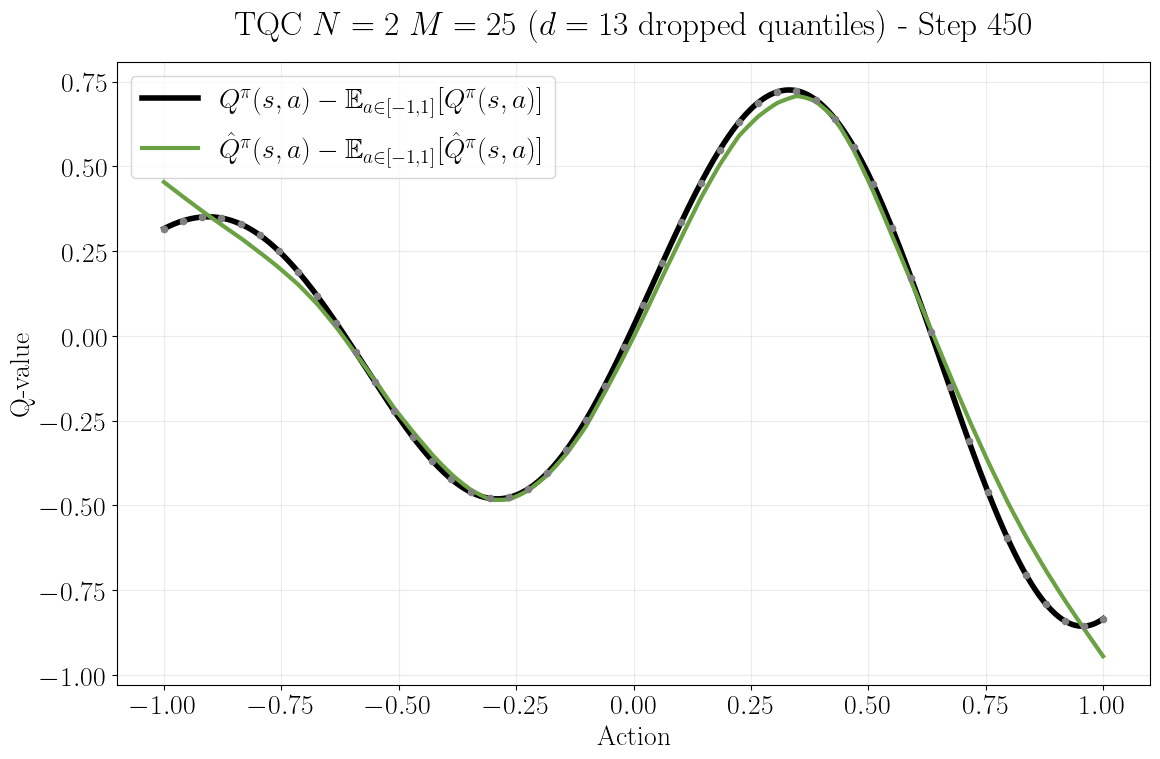 TQC N = 2 M = 25 (d = 13 dropped quantiles) - Step 450
Q^π(s, a) − 𝔼_{a∈[−1,1]}[Q^π(s, a)]
Q̂^π(s, a) − 𝔼_{a∈[−1,1]}[Q̂^π(s, a)]
0.75
0.50
0.25
0.00
−0.25
−0.50
−0.75
−1.00
Q-value
−1.00 −0.75 −0.50 −0.25 0.00 0.25 0.50 0.75 1.00
Action